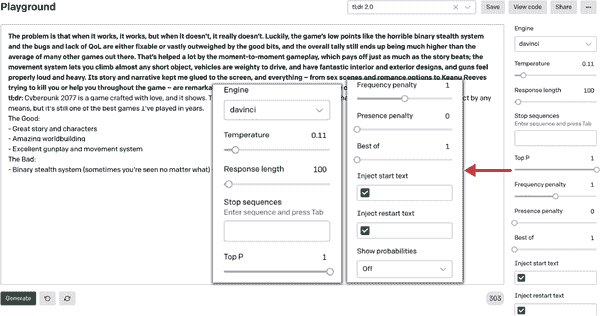 Playground
tldr 2.0
Save
View code
Share
...
The problem is that when it works, it works, but when it doesn't, it really doesn't. Luckily, the game's low points like the horrible binary stealth system
and the bugs and lack of QoL are either fixable or vastly outweighed by the good bits, and the overall tally still ends up being much higher than the
average of many other games out there. That's helped a lot by the moment-to-moment gameplay, which pays off just as much as the story beats; the
movement system lets you climb almost any short object, vehicles are weighty to drive, and have fantastic interior and exterior designs, and guns feel
properly loud and heavy. Its story and narrative kept me glued to the screen, and everything – from sex scenes and romance options to Keanu Reeves
trying to kill you or help you throughout the game – are remarka
tldr: Cyberpunk 2077 is a game crafted with love, and it shows. T
ect by any
means, but it's still one of the best games I've played in years.
The Good:
- Great story and characters
- Amazing worldbuilding
- Excellent gunplay and movement system
The Bad:
- Binary stealth system (sometimes you're seen no matter what)
Engine
davinci
Temperature 0.11
Response length 100
Stop sequences
Enter sequence and press Tab
Top P 1
Frequency penalty 1
Presence penalty 0
Best of 1
Inject start text
Inject restart text
Show probabilities
Off
Engine
davinci
Temperature 0.11
Response length 100
Stop sequences
Enter sequence and press Tab
Top P 1
Frequency penalty 1
Presence penalty 0
Best of 1
Inject start text
Inject restart text
Generate
303